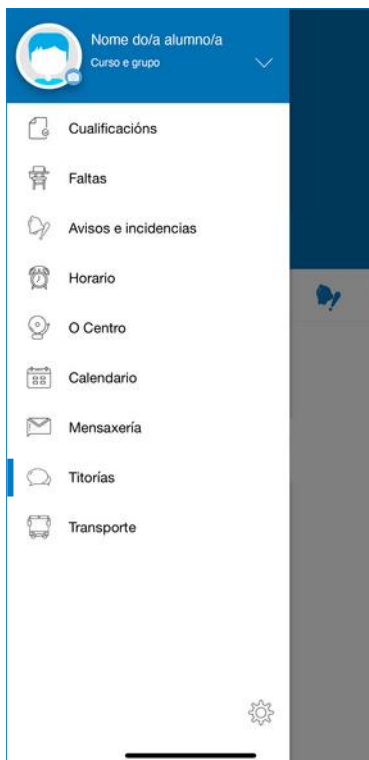 Nome do/a alumno/a
Curso e grupo
Cualificacións
Faltas
Avisos e incidencias
Horario
O Centro
Calendario
Mensaxería
Titorías
Transporte